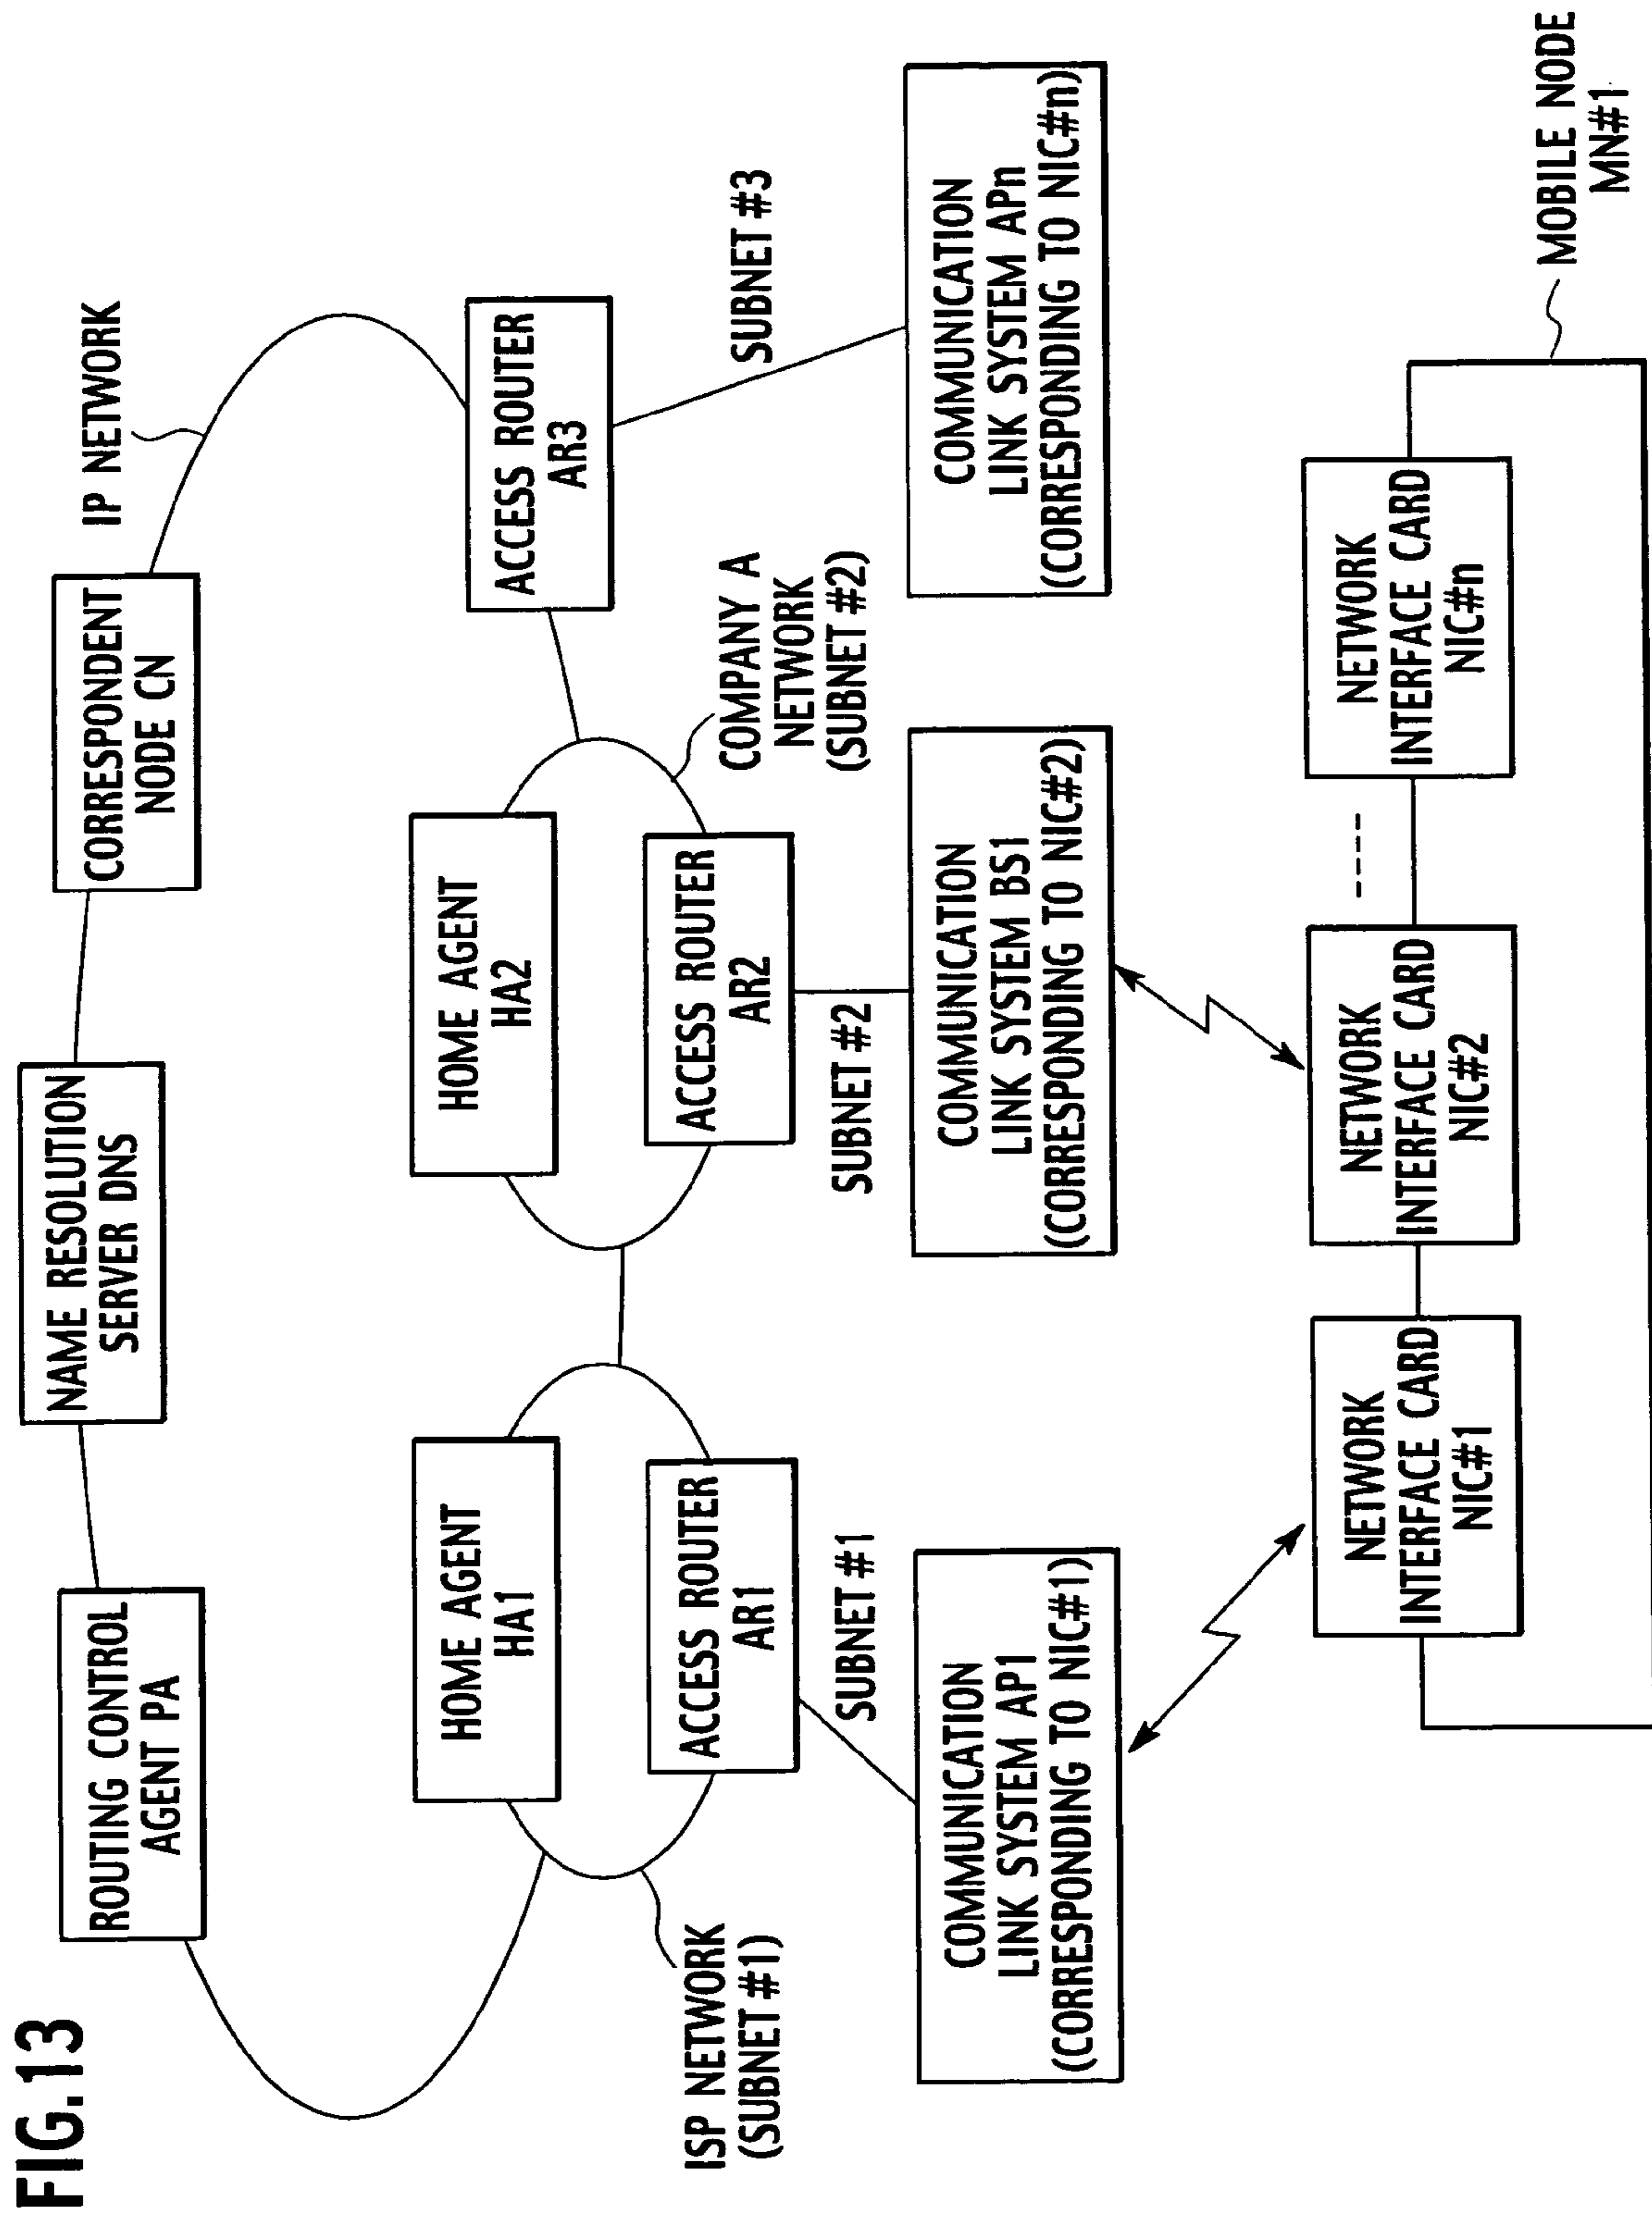 FIG.13
ROUTING CONTROL
AGENT PA
NAME RESOLUTION
SERVER DNS
CORRESPONDENT
NODE CN
IP NETWORK
HOME AGENT
HA1
HOME AGENT
HA2
ACCESS ROUTER
AR3
ISP NETWORK
(SUBNET #1)
ACCESS ROUTER
AR1
ACCESS ROUTER
AR2
COMPANY A
NETWORK
(SUBNET #2)
SUBNET #1
SUBNET #2
SUBNET #3
COMMUNICATION
LINK SYSTEM AP1
(CORRESPONDING TO NIC#1)
COMMUNICATION
LINK SYSTEM BS1
(CORRESPONDING TO NIC#2)
COMMUNICATION
LINK SYSTEM APn
(CORRESPONDING TO NIC#n)
NETWORK
INTERFACE CARD
NIC#1
NETWORK
INTERFACE CARD
NIC#2
NETWORK
INTERFACE CARD
NIC#n
MOBILE NODE
MN#1